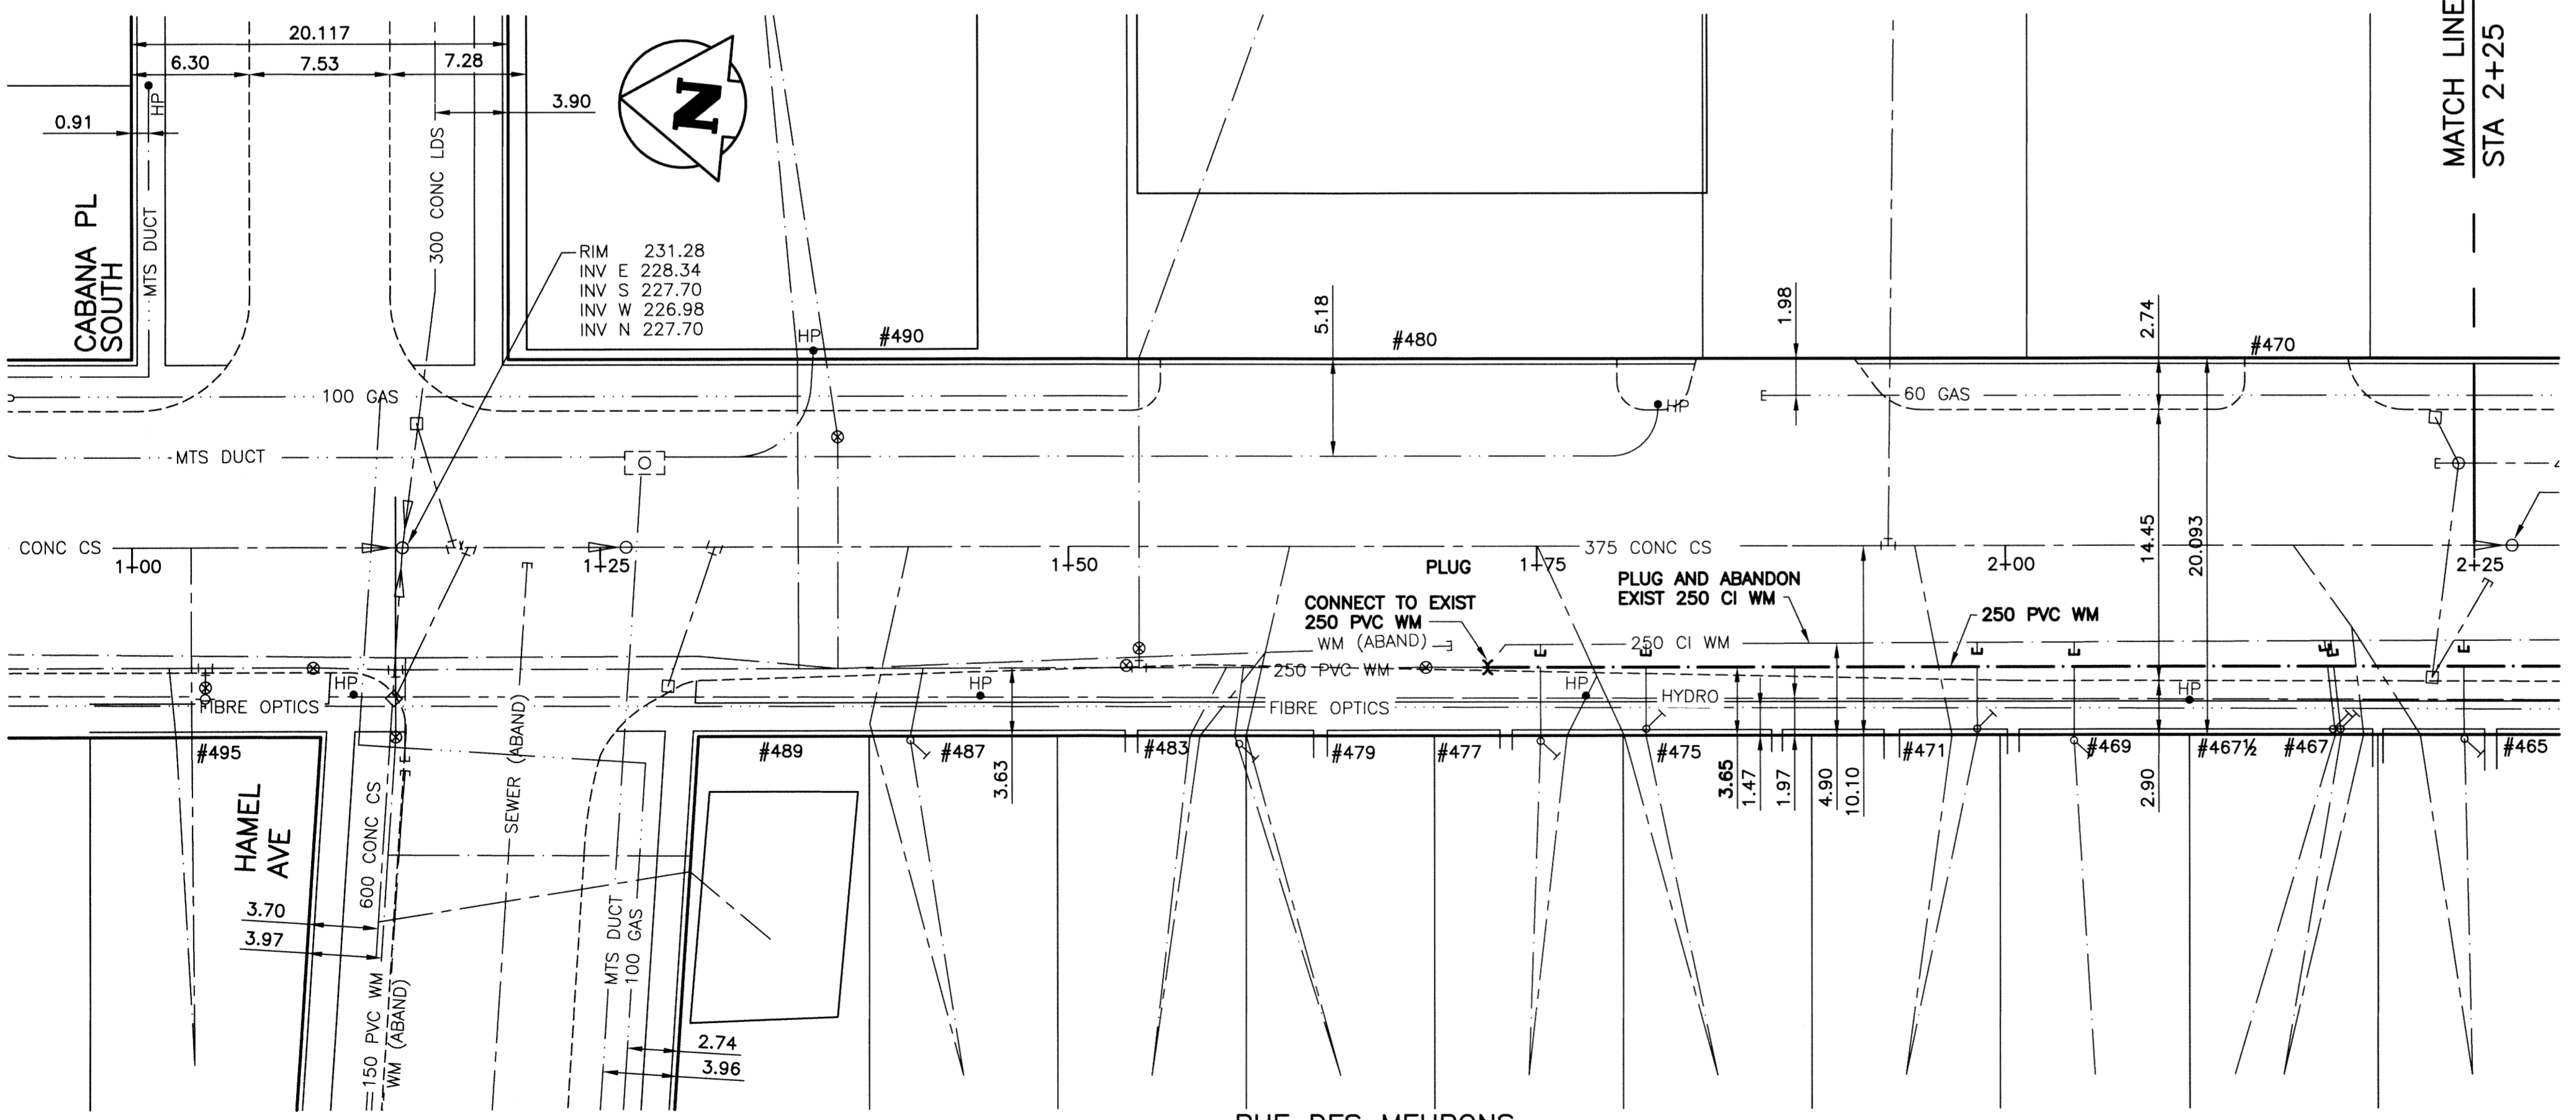 20.117
6.30
7.53
7.28
3.90
0.91
HP
MTS DUCT
CABANA PL
SOUTH
300 CONC LDS
N
RIM 231.28
INV E 228.34
INV S 227.70
INV W 226.98
INV N 227.70
HP
#490
5.18
#480
1.98
2.74
#470
MATCH LINE
STA 2+25
100 GAS
HP
E
60 GAS
MTS DUCT
E
CONC CS
1+00
1+25
1+50
1+75
375 CONC CS
2+00
2+25
14.45
20.093
PLUG
PLUG AND ABANDON
EXIST 250 CI WM
CONNECT TO EXIST
250 PVC WM
WM (ABAND)
250 CI WM
250 PVC WM
250 PVC WM
HP
HP
HP
HYDRO
HP
FIBRE OPTICS
FIBRE OPTICS
#495
#489
#487
#483
#479
#477
#475
#471
#469
#467½
#467
#465
3.63
3.65
1.47
1.97
4.90
10.10
2.90
SEWER (ABAND)
HAMEL
AVE
600 CONC CS
3.70
3.97
150 PVC WM
WM (ABAND)
MTS DUCT
100 GAS
2.74
3.96
RUE DES MEURONS